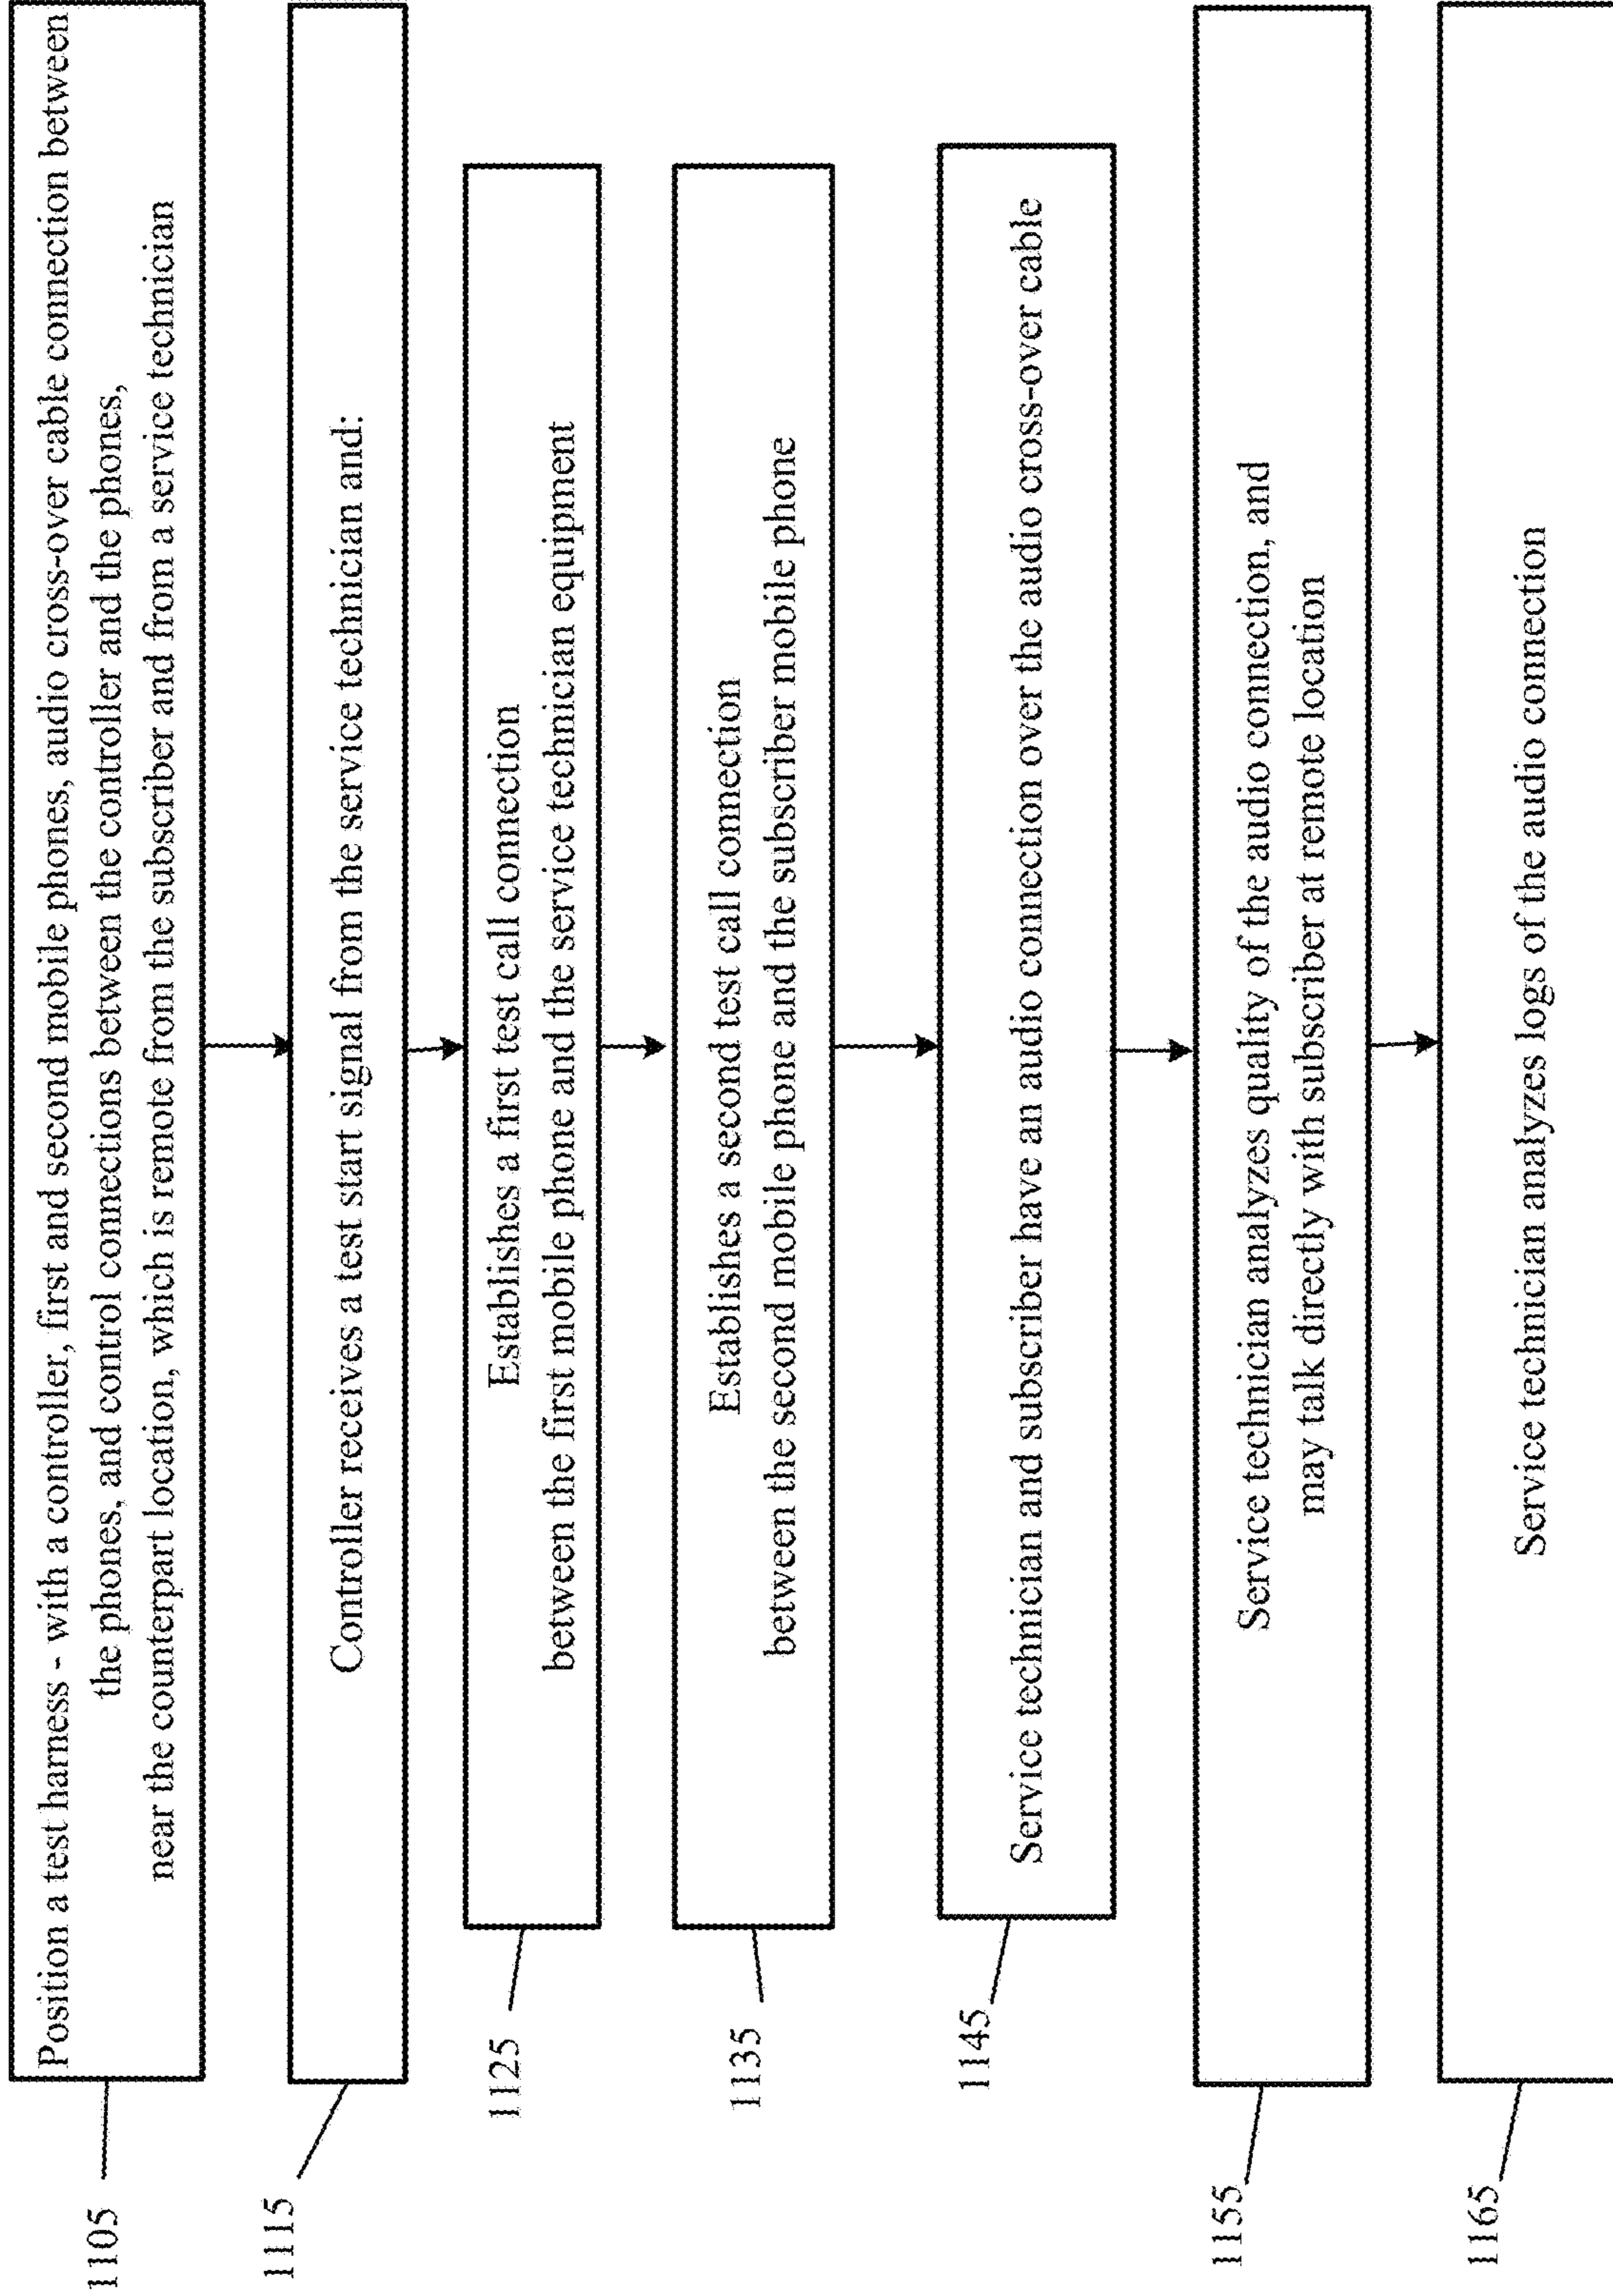 1105
Position a test harness - with a controller, first and second mobile phones, audio cross-over cable connection between
the phones, and control connections between the controller and the phones,
near the counterpart location, which is remote from the subscriber and from a service technician
1115
Controller receives a test start signal from the service technician and:
1125
Establishes a first test call connection
between the first mobile phone and the service technician equipment
1135
Establishes a second test call connection
between the second mobile phone and the subscriber mobile phone
1145
Service technician and subscriber have an audio connection over the audio cross-over cable
1155
Service technician analyzes quality of the audio connection, and
may talk directly with subscriber at remote location
1165
Service technician analyzes logs of the audio connection